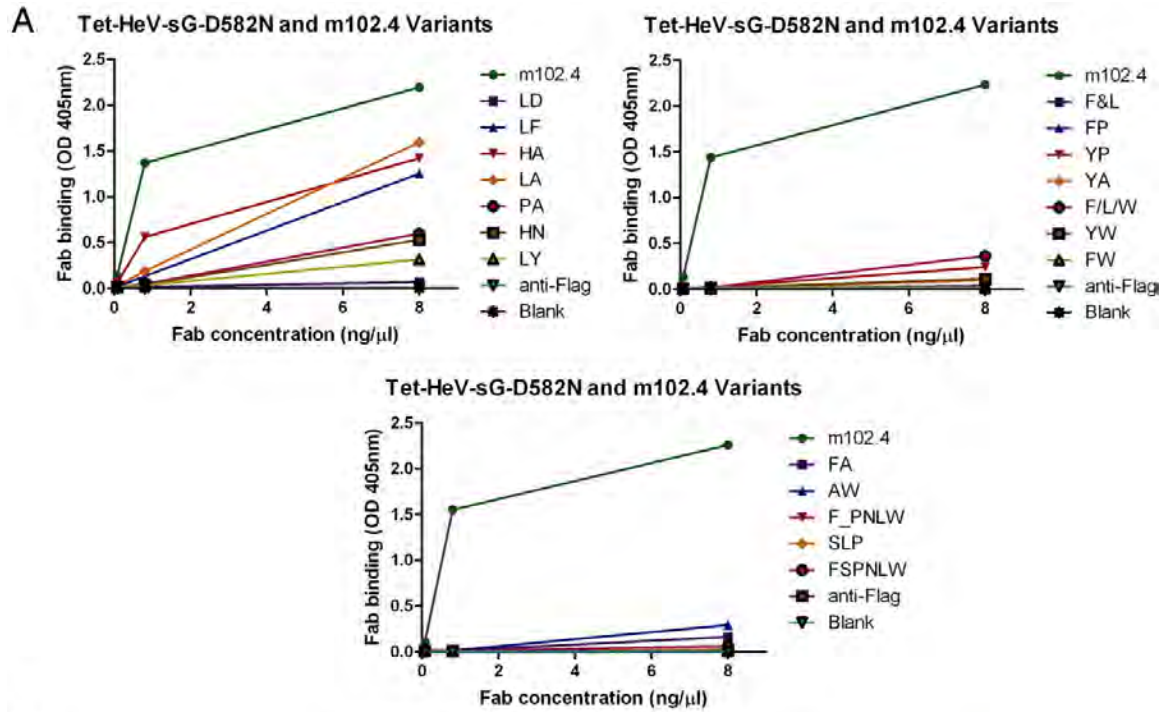 A
Tet-HeV-sG-D582N and m102.4 Variants
Fab binding (OD 405nm)
2.5
2.0
1.5
1.0
0.5
0.0
0
2
4
6
8
Fab concentration (ng/μl)
m102.4
LD
LF
HA
LA
PA
HN
LY
anti-Flag
Blank
Tet-HeV-sG-D582N and m102.4 Variants
Fab binding (OD 405nm)
2.5
2.0
1.5
1.0
0.5
0.0
0
2
4
6
8
Fab concentration (ng/μl)
m102.4
F&L
FP
YP
YA
F/L/W
YW
FW
anti-Flag
Blank
Tet-HeV-sG-D582N and m102.4 Variants
Fab binding (OD 405nm)
2.5
2.0
1.5
1.0
0.5
0.0
0
2
4
6
8
Fab concentration (ng/μl)
m102.4
FA
AW
F_PNLW
SLP
FSPNLW
anti-Flag
Blank